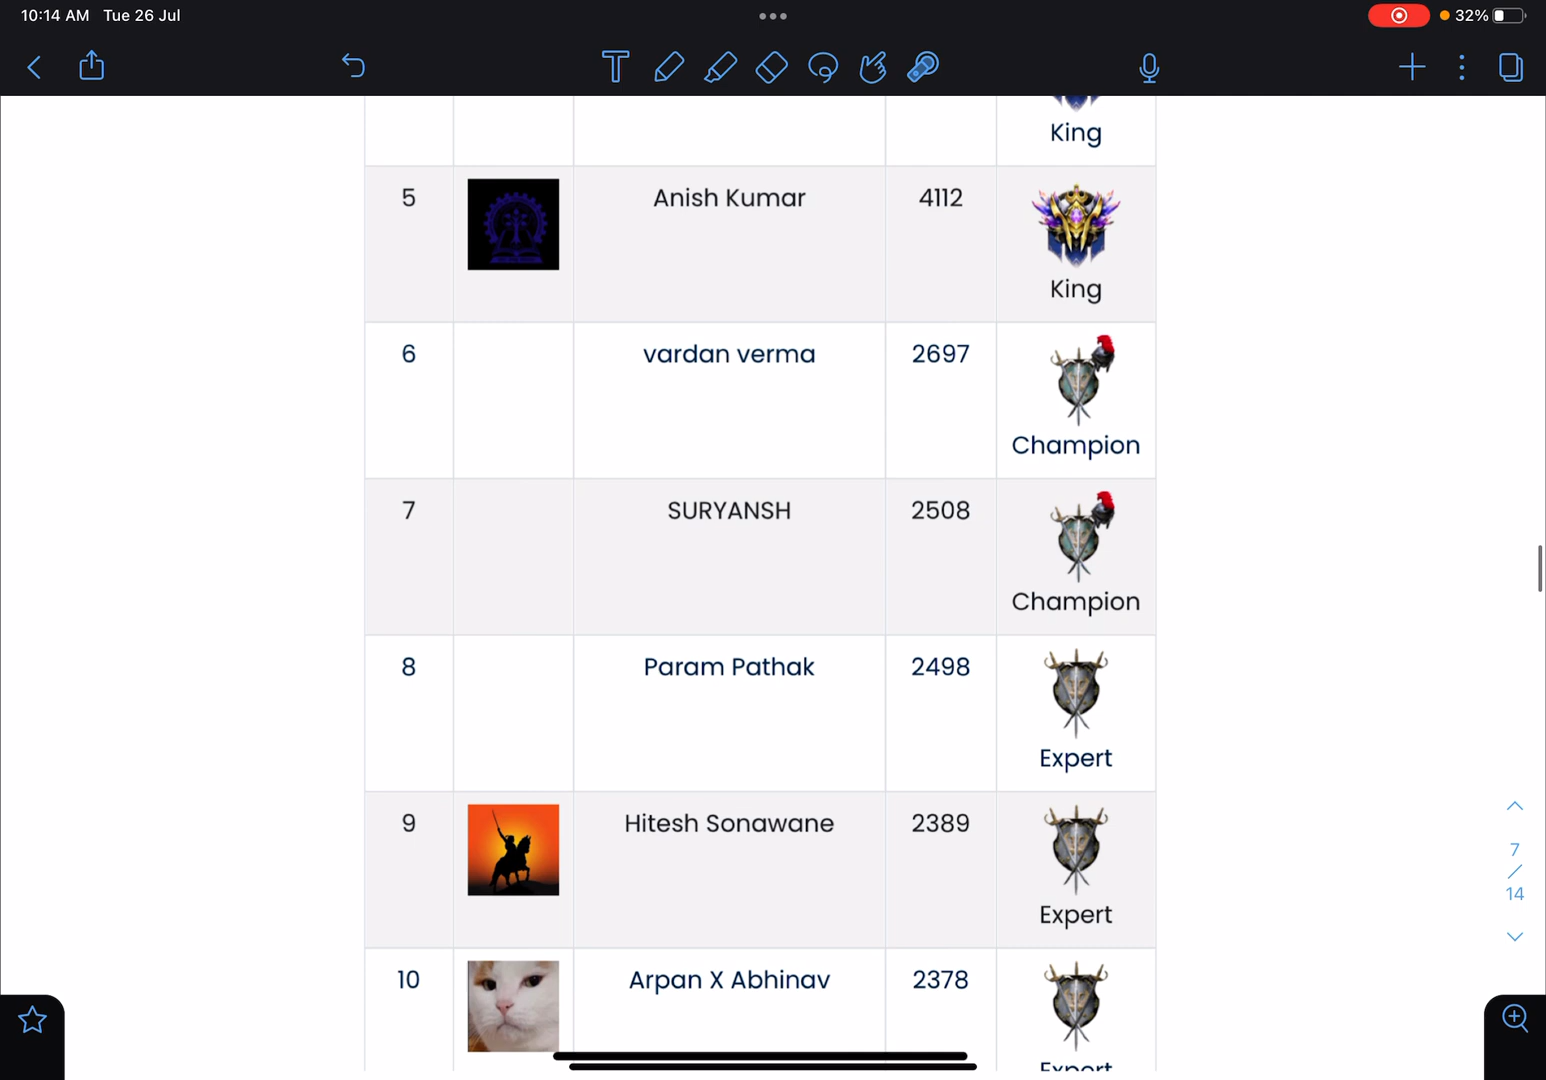 10:14 AM Tue 26 Jul
32%
King
5 Anish Kumar 4112
King
6 vardan verma 2697
Champion
7 SURYANSH 2508
Champion
8 Param Pathak 2498
Expert
9 Hitesh Sonawane 2389
Expert
10 Arpan X Abhinav 2378
Expert
7
/
14